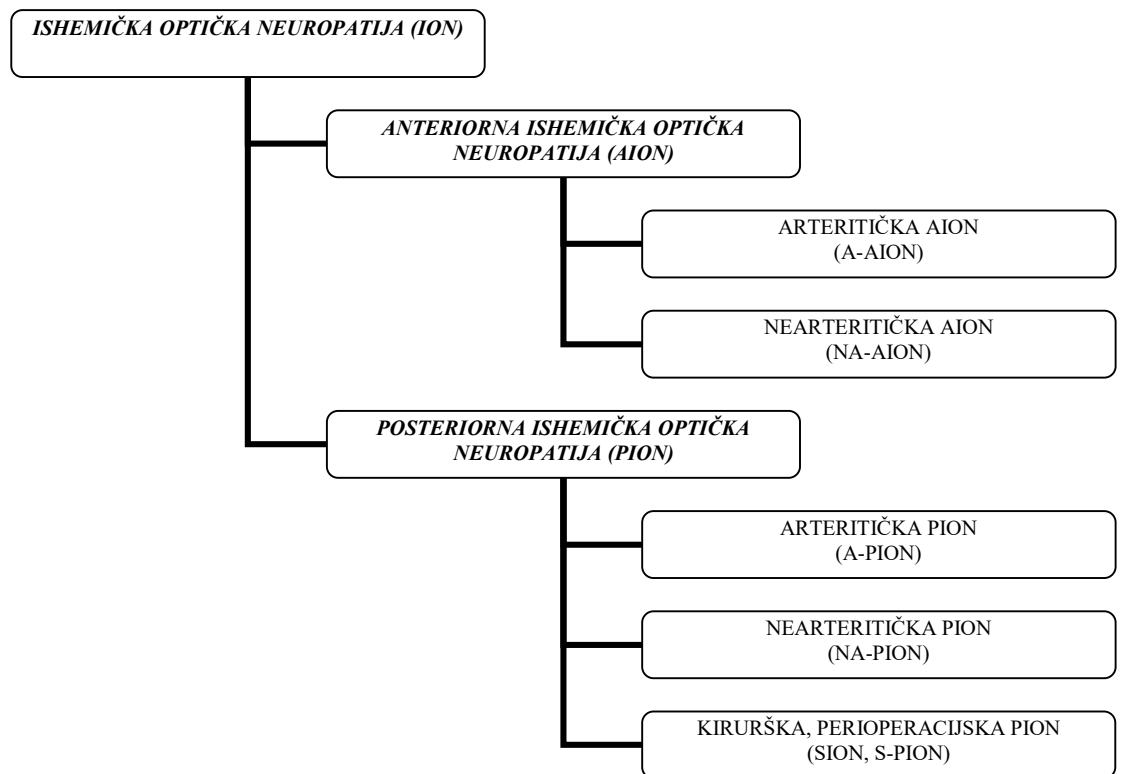 ISHEMIČKA OPTIČKA NEUROPATIJA (ION)
ANTERIORNA ISHEMIČKA OPTIČKA
NEUROPATIJA (AION)
ARTERITIČKA AION
(A-AION)
NEARTERITIČKA AION
(NA-AION)
POSTERIORNA ISHEMIČKA OPTIČKA
NEUROPATIJA (PION)
ARTERITIČKA PION
(A-PION)
NEARTERITIČKA PION
(NA-PION)
KIRURŠKA, PERIOPERACIJSKA PION
(SION, S-PION)